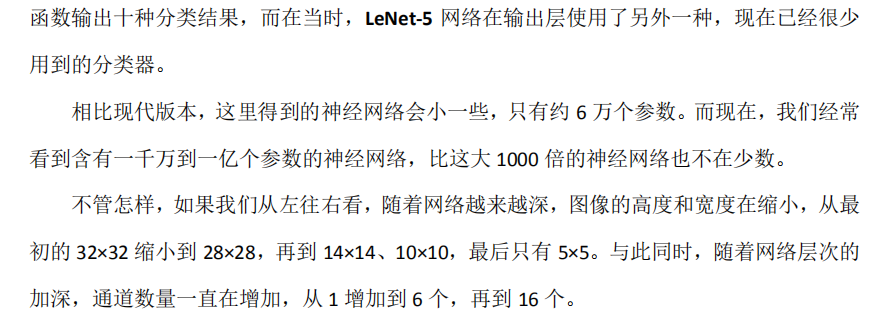 函数输出十种分类结果，而在当时，LeNet-5 网络在输出层使用了另外一种，现在已经很少
用到的分类器。
相比现代版本，这里得到的神经网络会小一些，只有约 6 万个参数。而现在，我们经常
看到含有一千万到一亿个参数的神经网络，比这大 1000 倍的神经网络也不在少数。
不管怎样，如果我们从左往右看，随着网络越来越深，图像的高度和宽度在缩小，从最
初的 32×32 缩小到 28×28，再到 14×14、10×10，最后只有 5×5。与此同时，随着网络层次的
加深，通道数量一直在增加，从 1 增加到 6 个，再到 16 个。